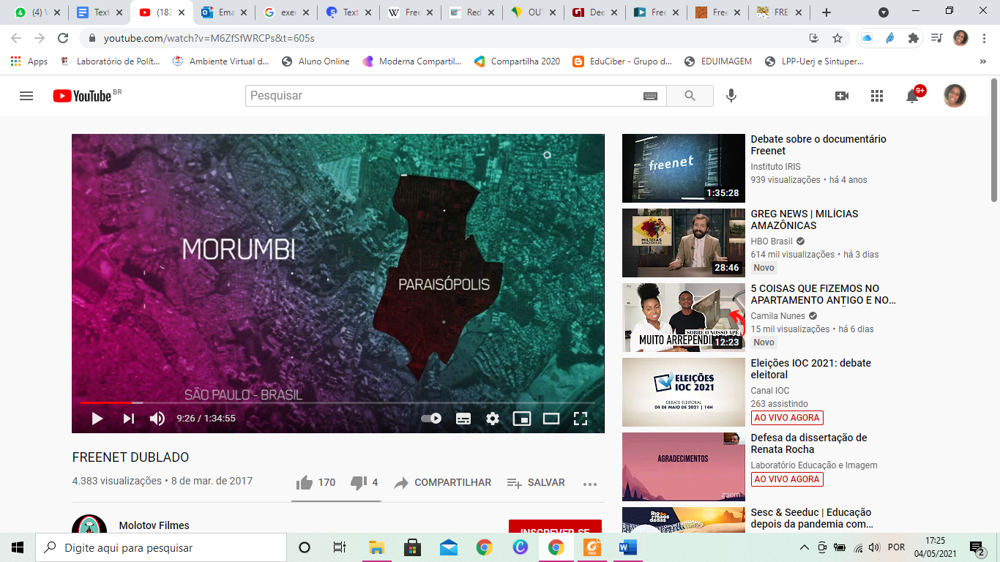 (4) V
Text
(183
Ema
exer
Text
Free
Red
OUT
Dee
Free
Free
FRE
youtube.com/watch?v=M6ZfSfWRCPs&t=605s
Apps
Laboratório de Polít...
Ambiente Virtual d...
Aluno Online
Moderna Compartil...
Compartilha 2020
EduCiber - Grupo d...
EDUIMAGEM
LPP-Uerj e Sintuper...
»
YouTube BR
Pesquisar
9+
MORUMBI
PARAISÓPOLIS
SÃO PAULO - BRASIL
9:26 / 1:34:55
FREENET DUBLADO
4.383 visualizações • 8 de mar. de 2017
170
4
COMPARTILHAR
SALVAR
Molotov Filmes
INSCREVER-SE
freenet
1:35:28
Debate sobre o documentário
Freenet
Instituto IRIS
939 visualizações • há 4 anos
MILÍCIAS
AMAZÔNICAS
28:46
GREG NEWS | MILÍCIAS
AMAZÔNICAS
HBO Brasil
614 mil visualizações • há 3 dias
Novo
SOBRE O NOSSO APÊ
MUITO ARREPENDIMENTO
12:23
5 COISAS QUE FIZEMOS NO
APARTAMENTO ANTIGO E NO...
Camila Nunes
15 mil visualizações • há 6 dias
Novo
ELEIÇÕES
IOC 2021
DEBATE ELEITORAL
04 DE MAIO DE 2021 | 14H
Eleições IOC 2021: debate
eleitoral
Canal IOC
263 assistindo
AO VIVO AGORA
AGRADECIMENTOS
zoom
Defesa da dissertação de
Renata Rocha
Laboratório Educação e Imagem
AO VIVO AGORA
Sesc & Seeduc | Educação
depois da pandemia com...
Digite aqui para pesquisar
POR
17:25
04/05/2021
2